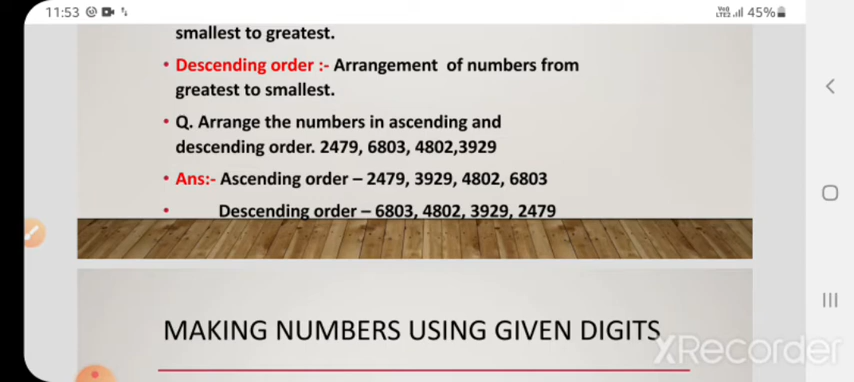 11:53
VoD LTE2 45%
smallest to greatest.
• Descending order :- Arrangement of numbers from
greatest to smallest.
• Q. Arrange the numbers in ascending and
descending order. 2479, 6803, 4802,3929
• Ans:- Ascending order – 2479, 3929, 4802, 6803
• Descending order – 6803, 4802, 3929, 2479
MAKING NUMBERS USING GIVEN DIGITS
XRecorder